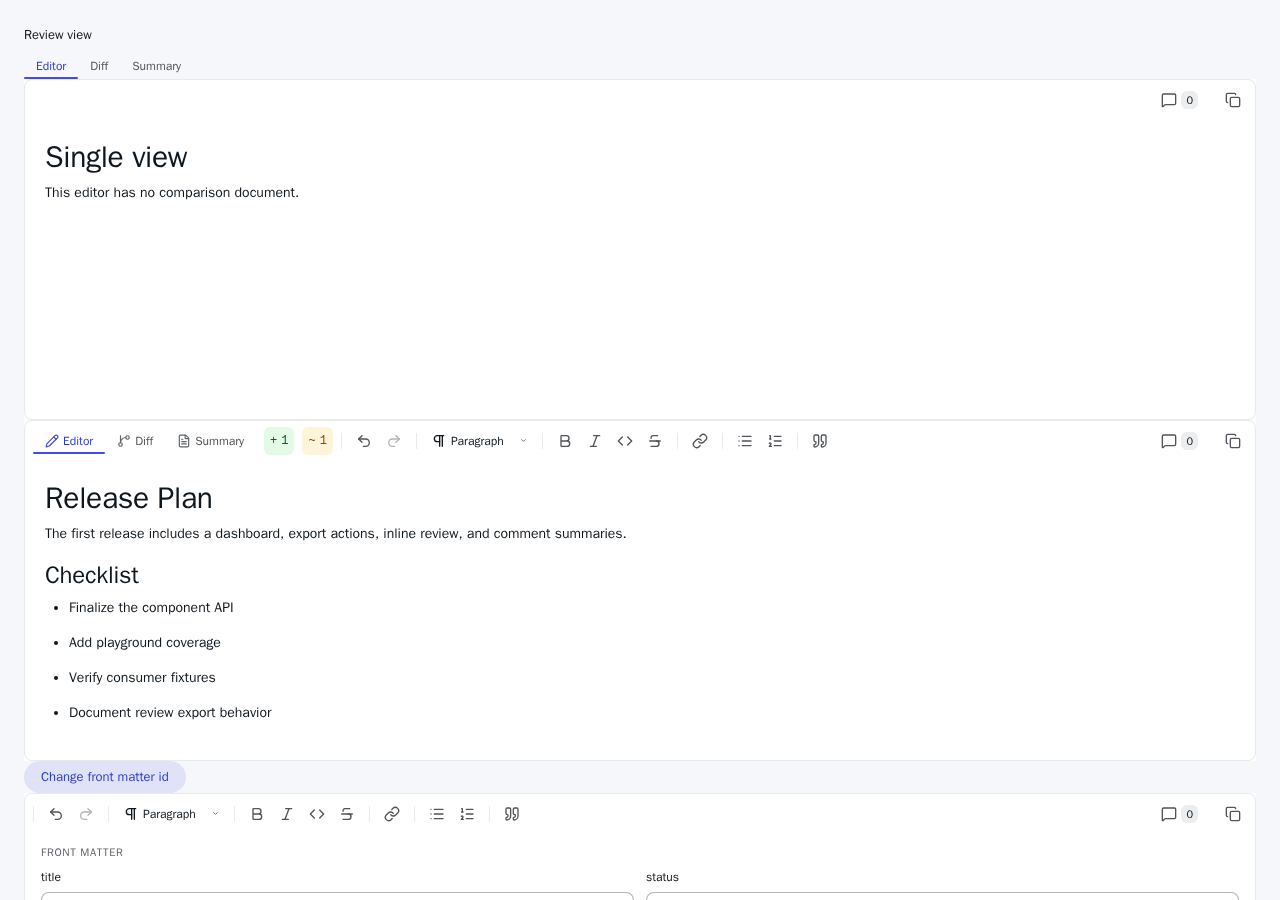 Review view
Editor Diff Summary
0
Single view
This editor has no comparison document.
Editor Diff Summary + 1 ~ 1 Paragraph 0
Release Plan
The first release includes a dashboard, export actions, inline review, and comment summaries.
Checklist
• Finalize the component API
• Add playground coverage
• Verify consumer fixtures
• Document review export behavior
Change front matter id
Paragraph 0
FRONT MATTER
title status